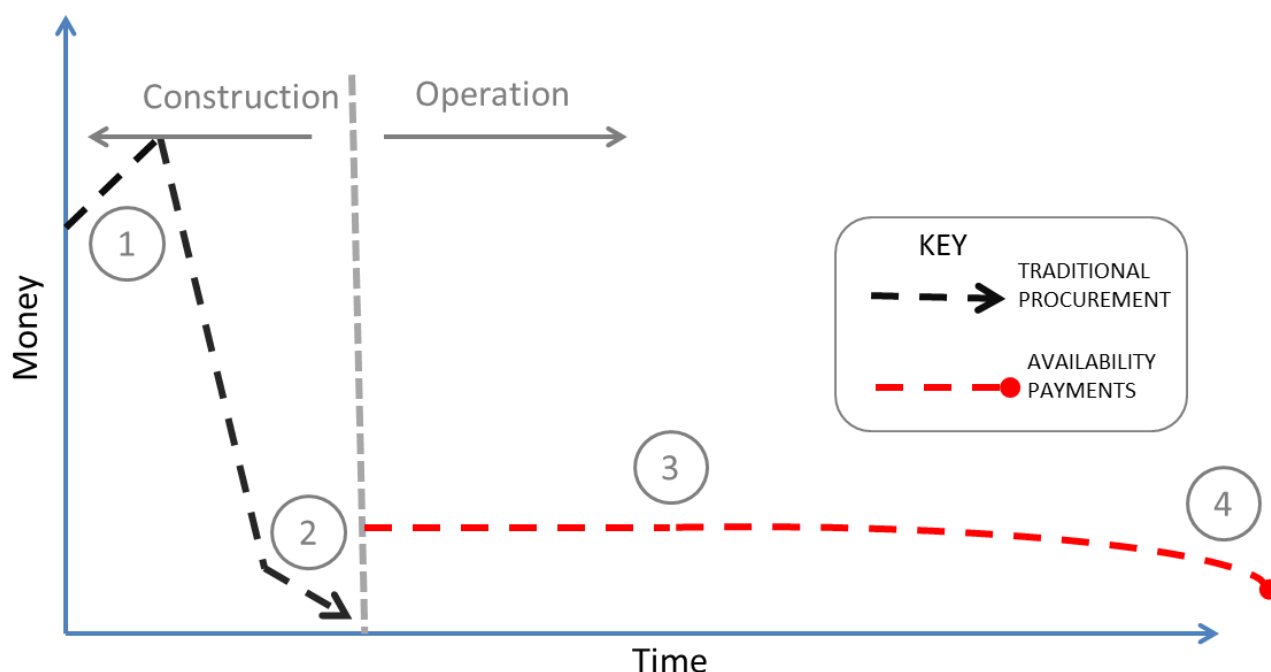 Construction
Operation
1
KEY
TRADITIONAL
PROCUREMENT
AVAILABILITY
PAYMENTS
Money
3
4
2
Time